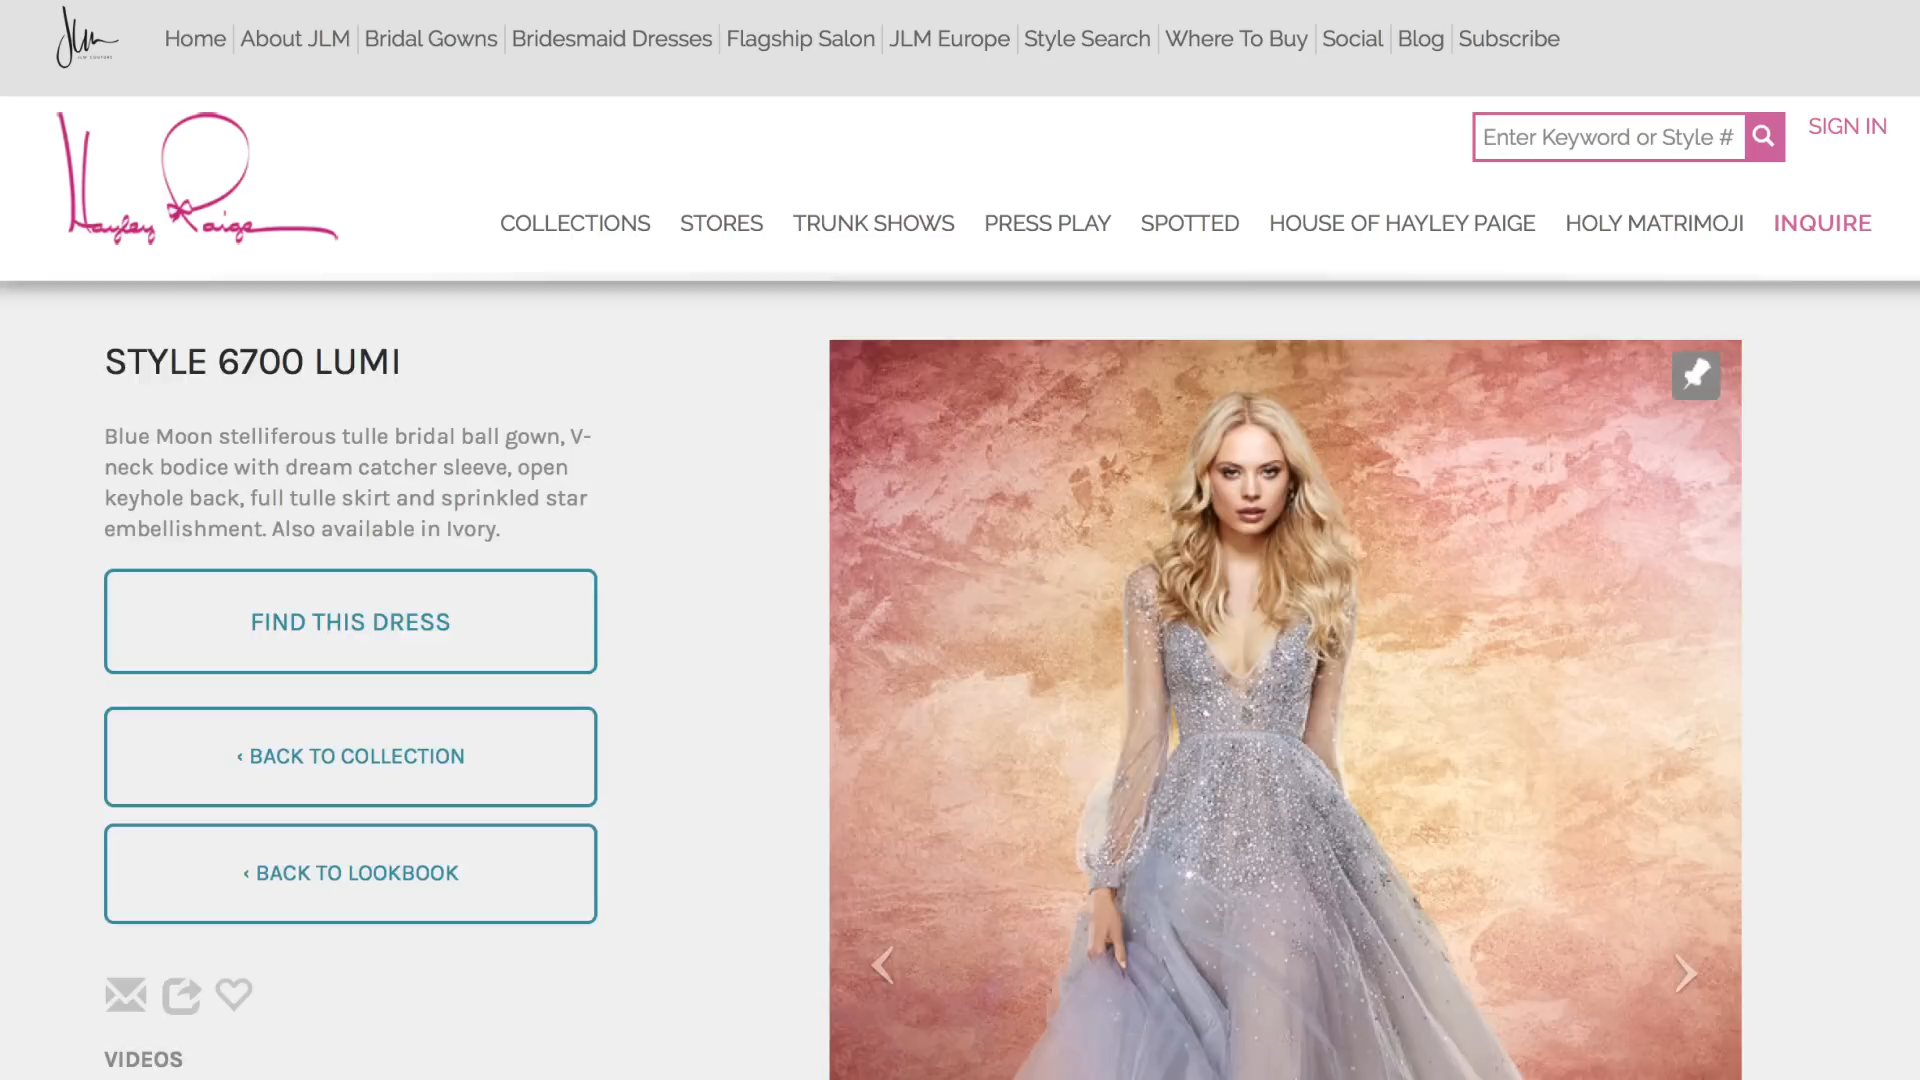 JLM COUTURE
Home
About JLM
Bridal Gowns
Bridesmaid Dresses
Flagship Salon
JLM Europe
Style Search
Where To Buy
Social
Blog
Subscribe
Hayley Paige
Enter Keyword or Style #
SIGN IN
COLLECTIONS
STORES
TRUNK SHOWS
PRESS PLAY
SPOTTED
HOUSE OF HAYLEY PAIGE
HOLY MATRIMOJI
INQUIRE
STYLE 6700 LUMI
Blue Moon stelliferous tulle bridal ball gown, V-
neck bodice with dream catcher sleeve, open
keyhole back, full tulle skirt and sprinkled star
embellishment. Also available in Ivory.
FIND THIS DRESS
‹ BACK TO COLLECTION
‹ BACK TO LOOKBOOK
VIDEOS